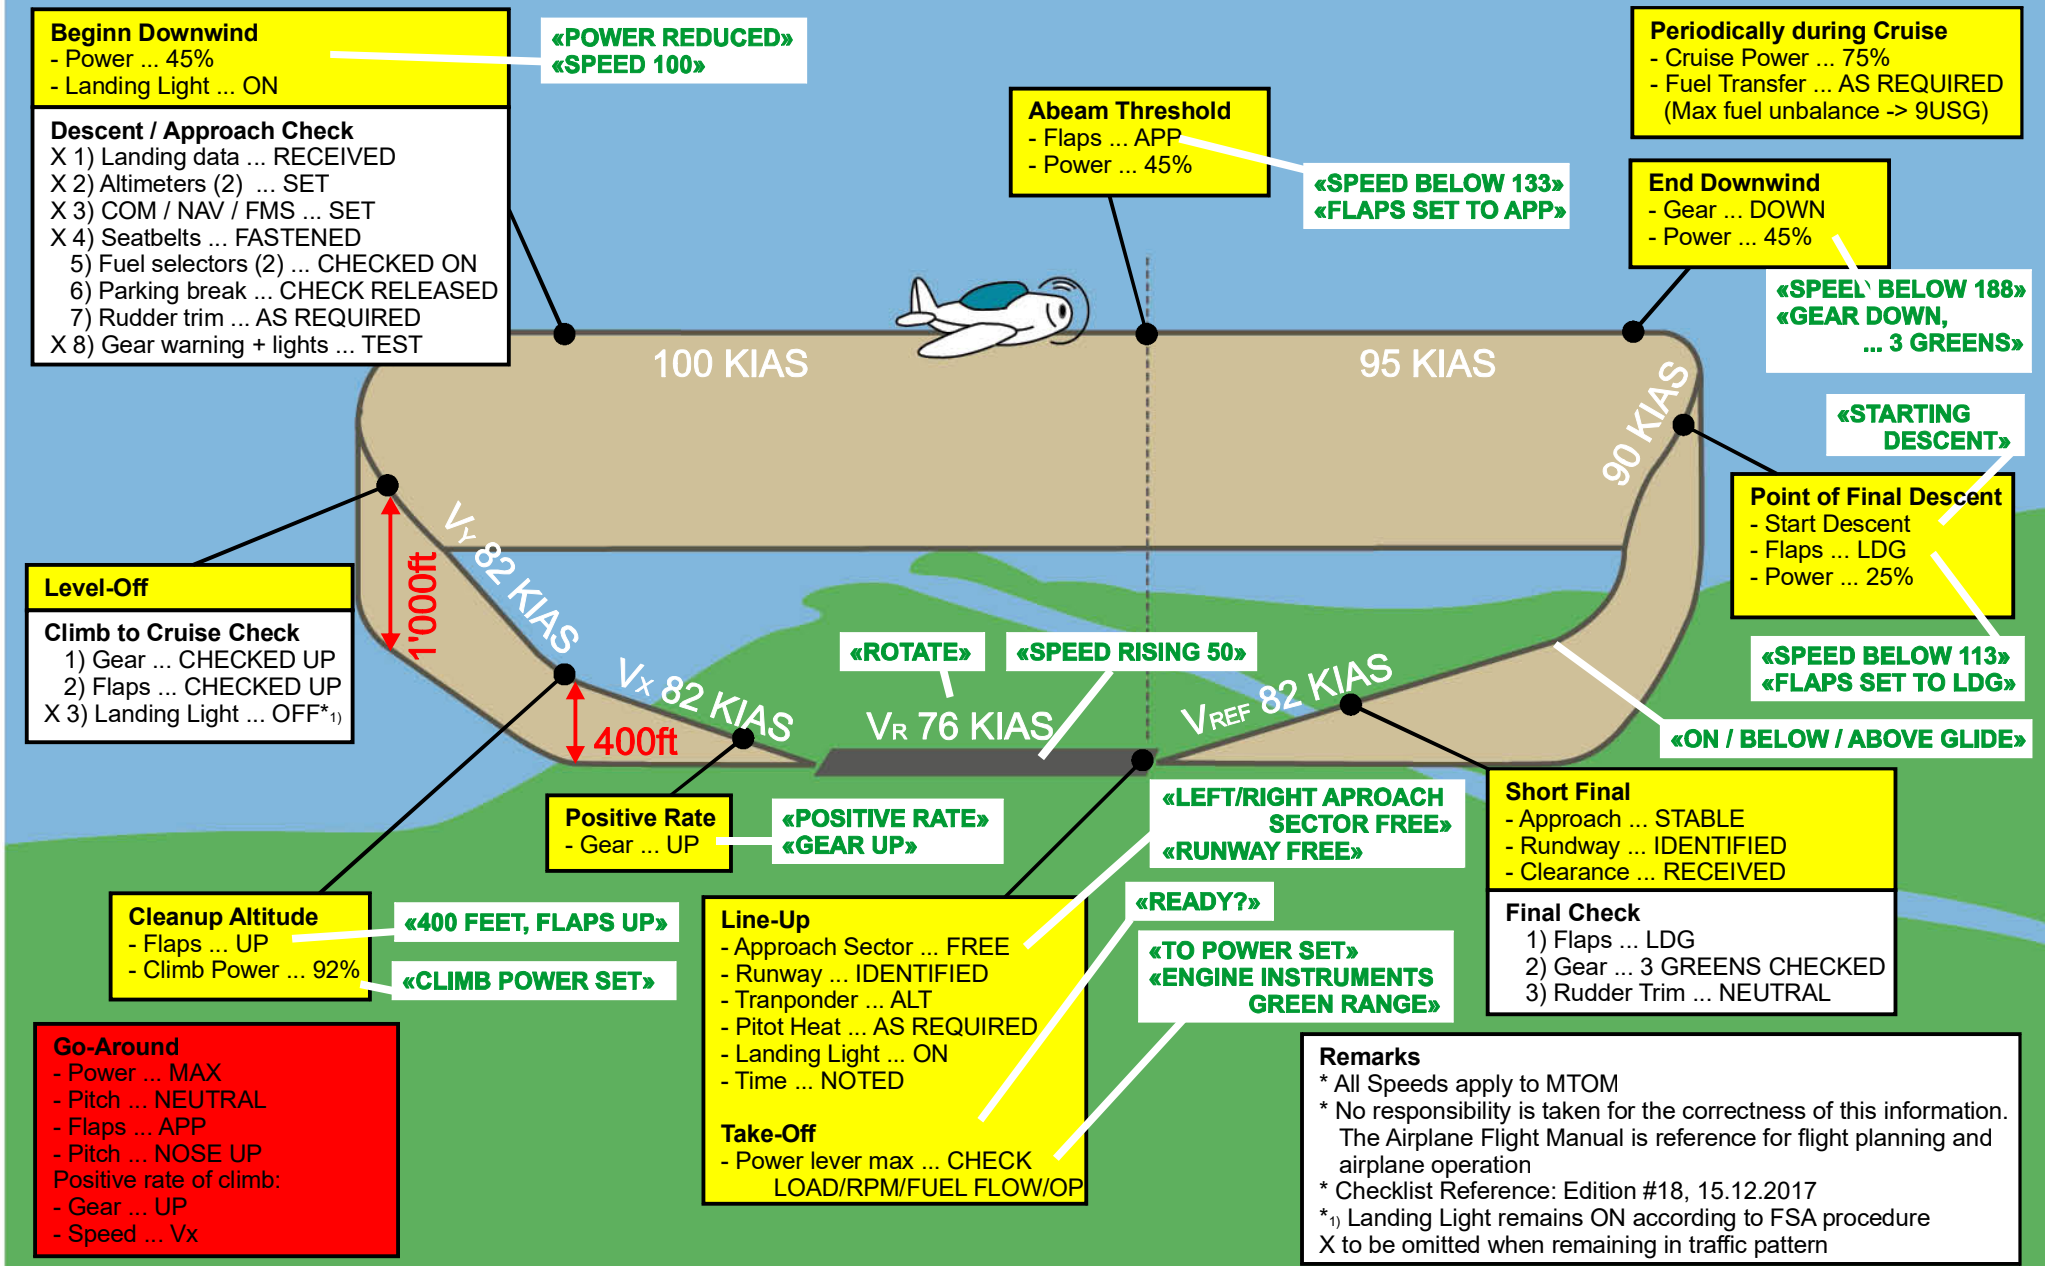 Beginn Downwind
- Power ... 45%
- Landing Light ... ON
«POWER REDUCED»
«SPEED 100»
Descent / Approach Check
X 1) Landing data ... RECEIVED
X 2) Altimeters (2) ... SET
X 3) COM / NAV / FMS ... SET
X 4) Seatbelts ... FASTENED
5) Fuel selectors (2) ... CHECKED ON
6) Parking break ... CHECK RELEASED
7) Rudder trim ... AS REQUIRED
X 8) Gear warning + lights ... TEST
Abeam Threshold
- Flaps ... APP
- Power ... 45%
«SPEED BELOW 133»
«FLAPS SET TO APP»
Periodically during Cruise
- Cruise Power ... 75%
- Fuel Transfer ... AS REQUIRED
(Max fuel unbalance -> 9USG)
End Downwind
- Gear ... DOWN
- Power ... 45%
«SPEED BELOW 188»
«GEAR DOWN,
... 3 GREENS»
100 KIAS
95 KIAS
90 KIAS
«STARTING
DESCENT»
Point of Final Descent
- Start Descent
- Flaps ... LDG
- Power ... 25%
«SPEED BELOW 113»
«FLAPS SET TO LDG»
«ON / BELOW / ABOVE GLIDE»
Level-Off
Climb to Cruise Check
1) Gear ... CHECKED UP
2) Flaps ... CHECKED UP
X 3) Landing Light ... OFF*1)
1'000ft
VY 82 KIAS
VX 82 KIAS
400ft
«ROTATE»
«SPEED RISING 50»
VR 76 KIAS
VREF 82 KIAS
Positive Rate
- Gear ... UP
«POSITIVE RATE»
«GEAR UP»
«LEFT/RIGHT APROACH
SECTOR FREE»
«RUNWAY FREE»
Short Final
- Approach ... STABLE
- Rundway ... IDENTIFIED
- Clearance ... RECEIVED
Final Check
1) Flaps ... LDG
2) Gear ... 3 GREENS CHECKED
3) Rudder Trim ... NEUTRAL
Cleanup Altitude
- Flaps ... UP
- Climb Power ... 92%
«400 FEET, FLAPS UP»
«CLIMB POWER SET»
Line-Up
- Approach Sector ... FREE
- Runway ... IDENTIFIED
- Tranponder ... ALT
- Pitot Heat ... AS REQUIRED
- Landing Light ... ON
- Time ... NOTED
Take-Off
- Power lever max ... CHECK
LOAD/RPM/FUEL FLOW/OP
«READY?»
«TO POWER SET»
«ENGINE INSTRUMENTS
GREEN RANGE»
Go-Around
- Power ... MAX
- Pitch ... NEUTRAL
- Flaps ... APP
- Pitch ... NOSE UP
Positive rate of climb:
- Gear ... UP
- Speed ... Vx
Remarks
* All Speeds apply to MTOM
* No responsibility is taken for the correctness of this information.
The Airplane Flight Manual is reference for flight planning and
airplane operation
* Checklist Reference: Edition #18, 15.12.2017
*1) Landing Light remains ON according to FSA procedure
X to be omitted when remaining in traffic pattern